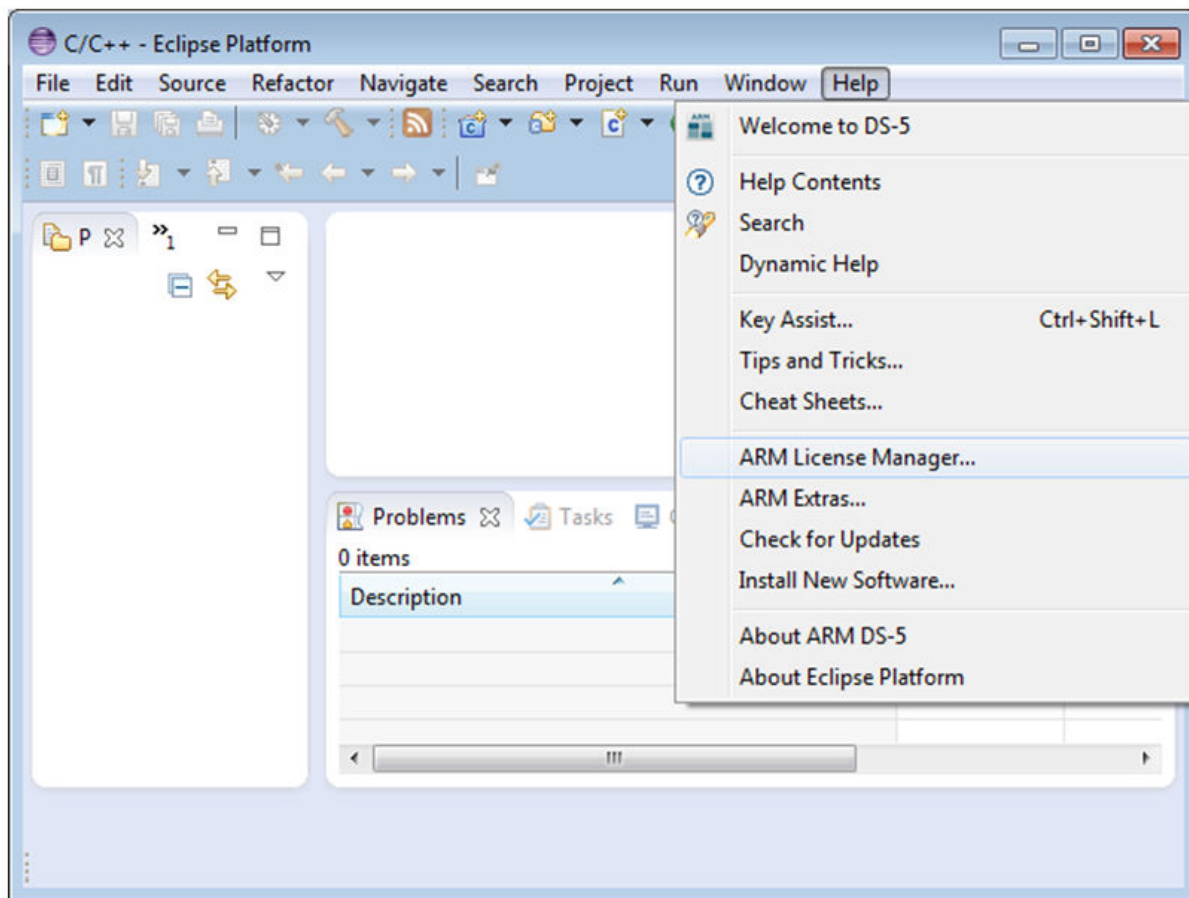 C/C++ - Eclipse Platform
File Edit Source Refactor Navigate Search Project Run Window Help
Welcome to DS-5
Help Contents
Search
Dynamic Help
Key Assist... Ctrl+Shift+L
Tips and Tricks...
Cheat Sheets...
ARM License Manager...
ARM Extras...
Check for Updates
Install New Software...
About ARM DS-5
About Eclipse Platform
P »1
Problems Tasks
0 items
Description